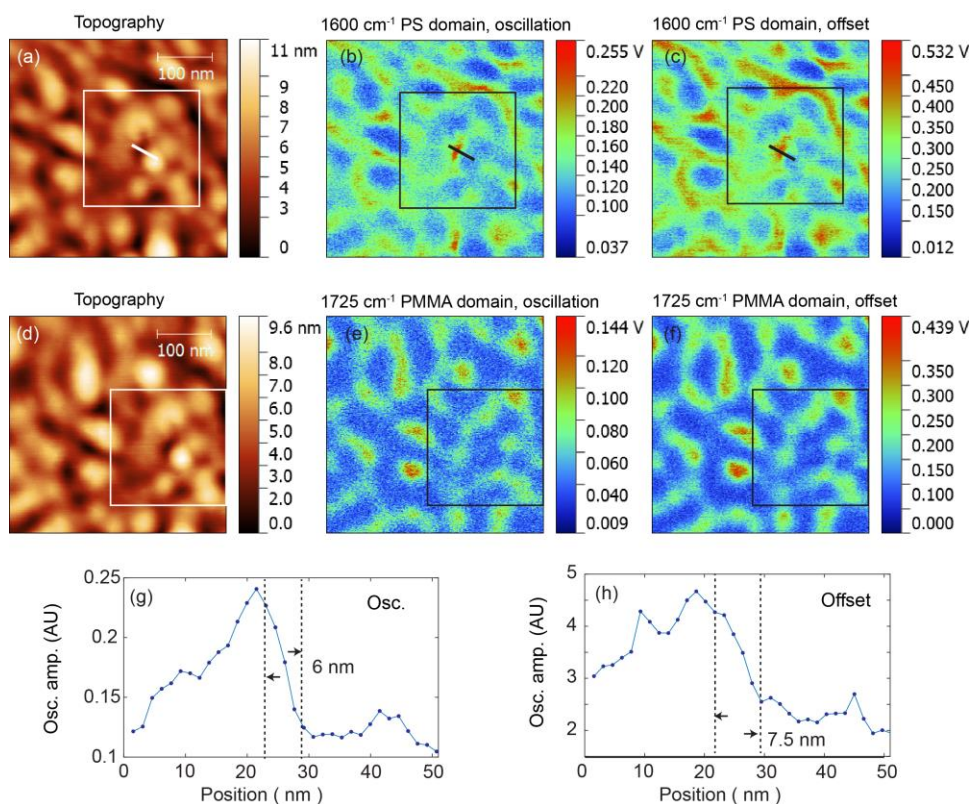 Topography
1600 cm⁻¹ PS domain, oscillation
1600 cm⁻¹ PS domain, offset
(a)
100 nm
11 nm
9
8
7
6
5
4
3
0
(b)
0.255 V
0.220
0.200
0.180
0.160
0.140
0.120
0.100
0.037
(c)
0.532 V
0.450
0.400
0.350
0.300
0.250
0.200
0.150
0.012
Topography
1725 cm⁻¹ PMMA domain, oscillation
1725 cm⁻¹ PMMA domain, offset
(d)
100 nm
9.6 nm
8.0
7.0
6.0
5.0
4.0
3.0
2.0
0.0
(e)
0.144 V
0.100
0.080
0.060
0.040
0.009
(f)
0.439 V
0.350
0.300
0.250
0.200
0.150
0.100
0.000
(g)
Osc.
Osc. amp. (AU)
0.25
0.2
0.15
0.1
6 nm
0
10
20
30
40
50
Position ( nm )
(h)
Offset
Osc. amp. (AU)
5
4
3
2
7.5 nm
0
10
20
30
40
50
Position ( nm )